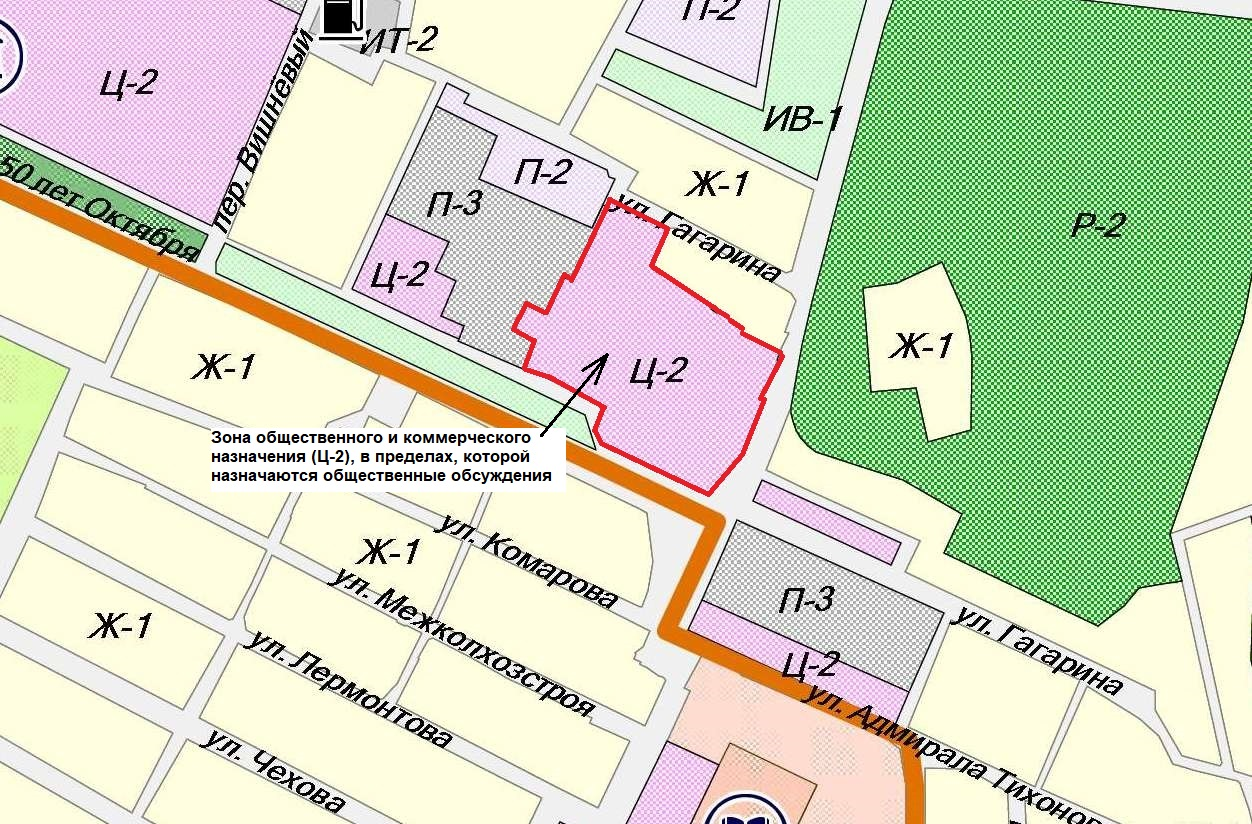 П-2
ИТ-2
Ц-2
пер. Вишнёвый
ИВ-1
П-2
Ж-1
50 лет Октября
П-3
ул. Гагарина
Р-2
Ц-2
Ж-1
Ж-1
Ц-2
Зона общественного и коммерческого
назначения (Ц-2), в пределах, которой
назначаются общественные обсуждения
ул. Комарова
Ж-1
ул. Межколхозстроя
П-3
Ж-1
ул. Гагарина
ул. Лермонтова
Ц-2
ул. Адмирала Тихонов
ул. Чехова